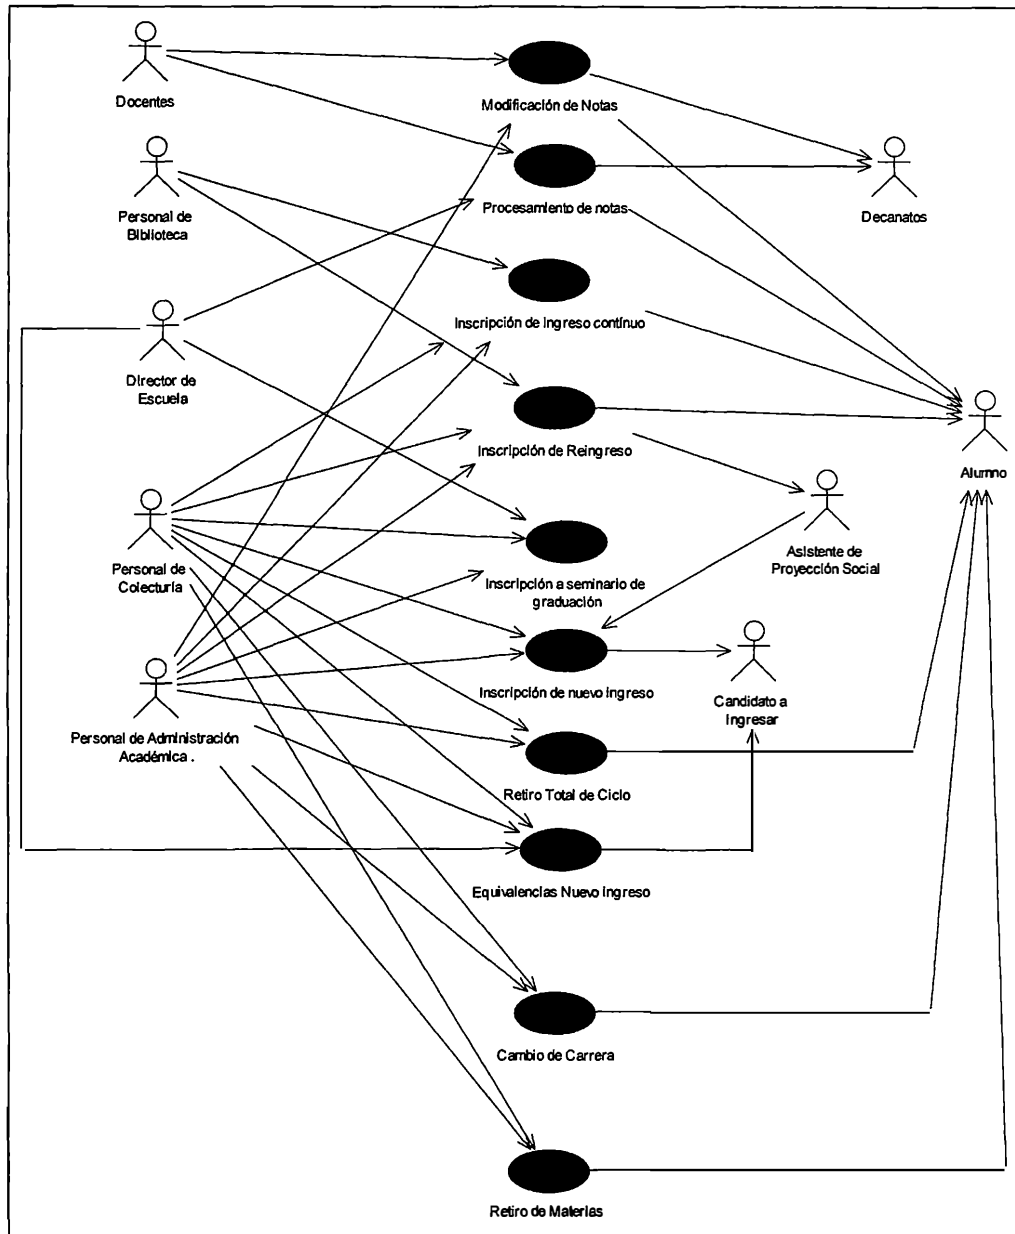 Docentes
Modificación de Notas
Personal de
Biblioteca
Procesamiento de notas
Decanatos
Inscripción de Ingreso contínuo
Director de
Escuela
Inscripción de Reingreso
Alumno
Personal de
Colecturía
Asistente de
Proyección Social
Inscripción a seminario de
graduación
Inscripción de nuevo Ingreso
Candidato a
Ingresar
Personal de Administración
Académica .
Retiro Total de Ciclo
Equivalencias Nuevo Ingreso
Cambio de Carrera
Retiro de Materias